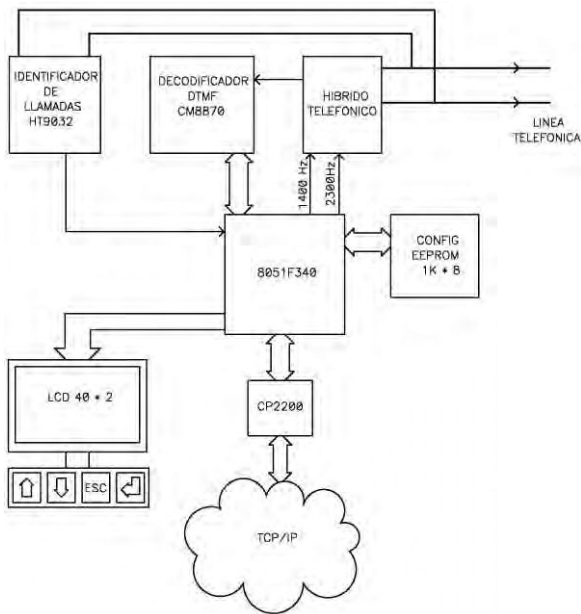 IDENTIFICADOR
DE
LLAMADAS
HT9032
DECODIFICADOR
DTMF
CM8870
HIBRIDO
TELEFONICO
LINEA
TELEFONICA
1400 Hz
2300Hz
8051F340
CONFIG
EEPROM
1K * 8
LCD 40 * 2
ESC
CP2200
TCP/IP